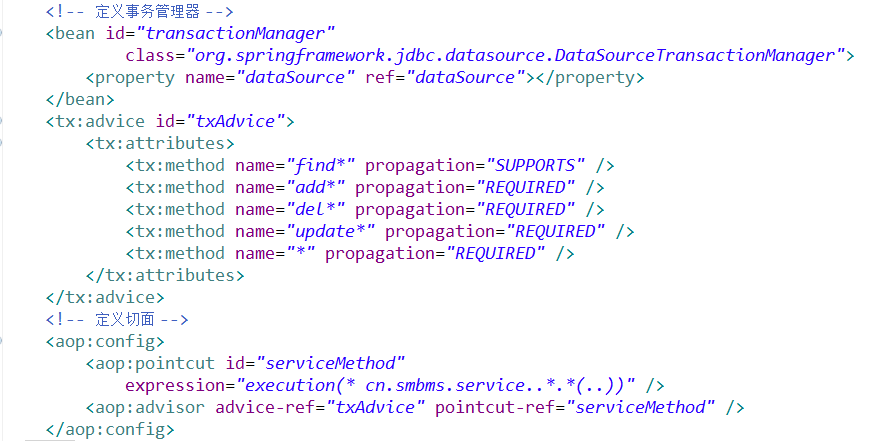 <!-- 定义事务管理器 -->
<bean id="transactionManager"
class="org.springframework.jdbc.datasource.DataSourceTransactionManager">
<property name="dataSource" ref="dataSource"></property>
</bean>
<tx:advice id="txAdvice">
<tx:attributes>
<tx:method name="find*" propagation="SUPPORTS" />
<tx:method name="add*" propagation="REQUIRED" />
<tx:method name="del*" propagation="REQUIRED" />
<tx:method name="update*" propagation="REQUIRED" />
<tx:method name="*" propagation="REQUIRED" />
</tx:attributes>
</tx:advice>
<!-- 定义切面 -->
<aop:config>
<aop:pointcut id="serviceMethod"
expression="execution(* cn.smbms.service..*.*(..))" />
<aop:advisor advice-ref="txAdvice" pointcut-ref="serviceMethod" />
</aop:config>